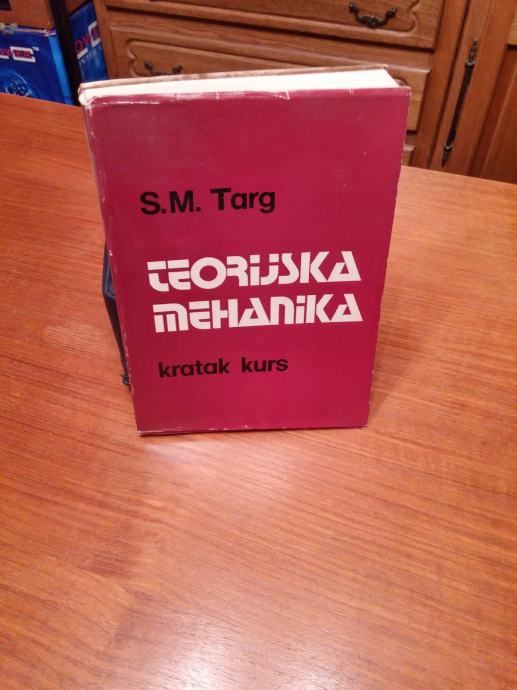 S.M. Targ
TEORIJSKA
MEHANIKA
kratak kurs